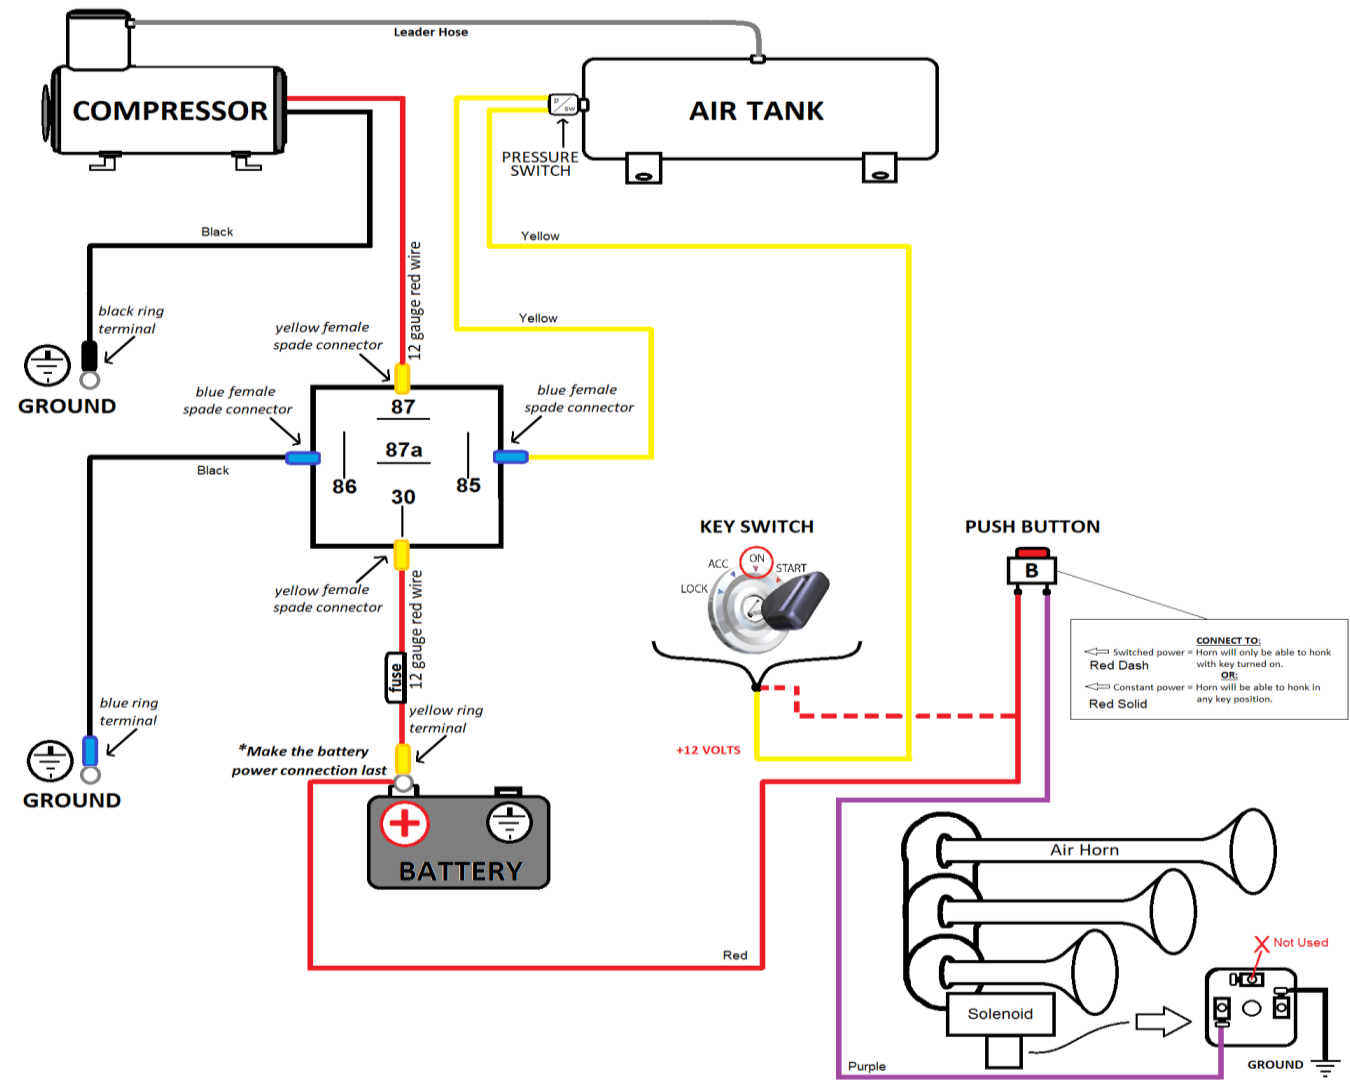 Leader Hose
COMPRESSOR
AIR TANK
P
SW
PRESSURE
SWITCH
Black
Yellow
12 gauge red wire
black ring
terminal
Yellow
yellow female
spade connector
GROUND
blue female
spade connector
blue female
spade connector
87
87a
86
85
30
Black
KEY SWITCH
PUSH BUTTON
ON
ACC
START
LOCK
B
yellow female
spade connector
12 gauge red wire
fuse
CONNECT TO:
Switched power = Horn will only be able to honk
Red Dash
with key turned on.
OR:
Constant power = Horn will be able to honk in
Red Solid
any key position.
blue ring
terminal
yellow ring
terminal
*Make the battery
power connection last
+12 VOLTS
GROUND
BATTERY
Air Horn
Red
X Not Used
Solenoid
Purple
GROUND